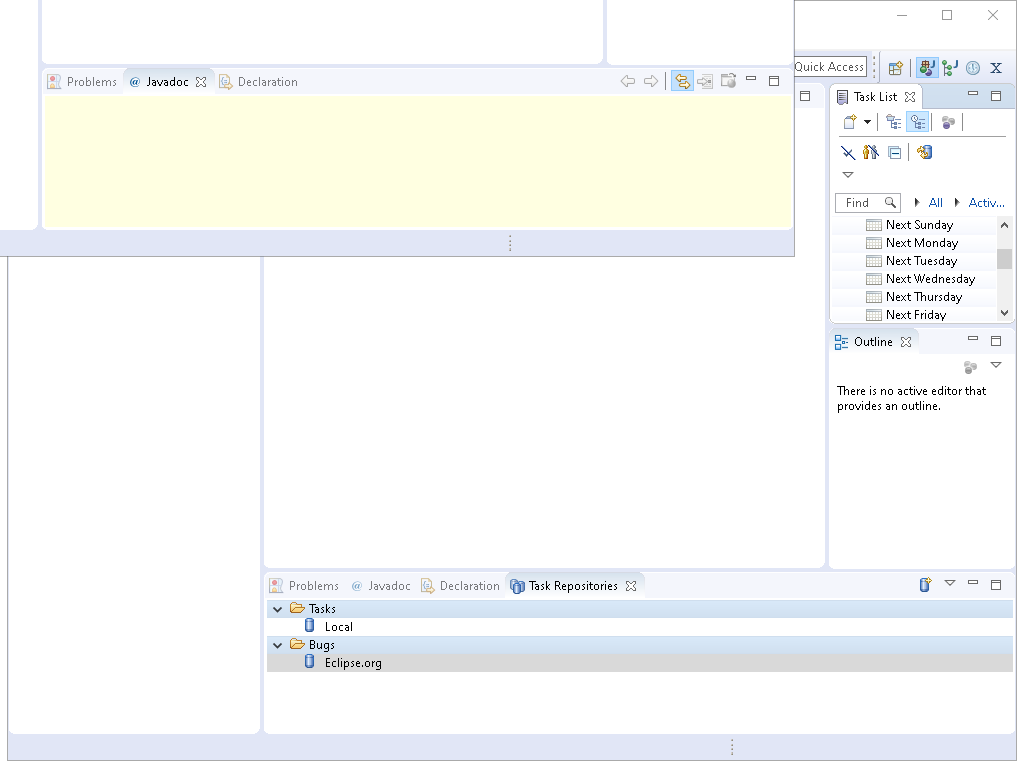 Problems
@ Javadoc
Declaration
Quick Access
Task List
Find
All
Activ...
Next Sunday
Next Monday
Next Tuesday
Next Wednesday
Next Thursday
Next Friday
Outline
There is no active editor that
provides an outline.
Problems
@ Javadoc
Declaration
Task Repositories
Tasks
Local
Bugs
Eclipse.org